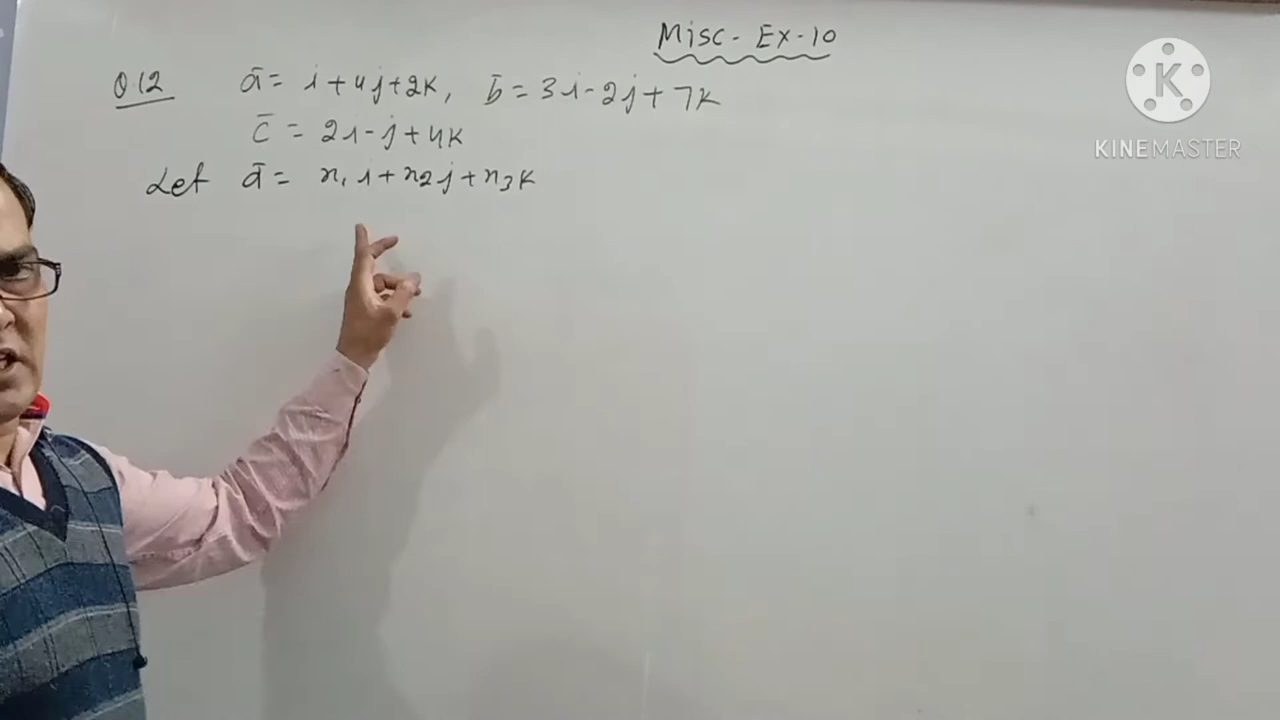 Misc- Ex-10
Q.12 ā = i + 4j + 2k, b̄ = 3i - 2j + 7k
c̄ = 2i - j + 4k
Let d̄ = x₁ i + x₂ j + x₃ k
K
KINEMASTER